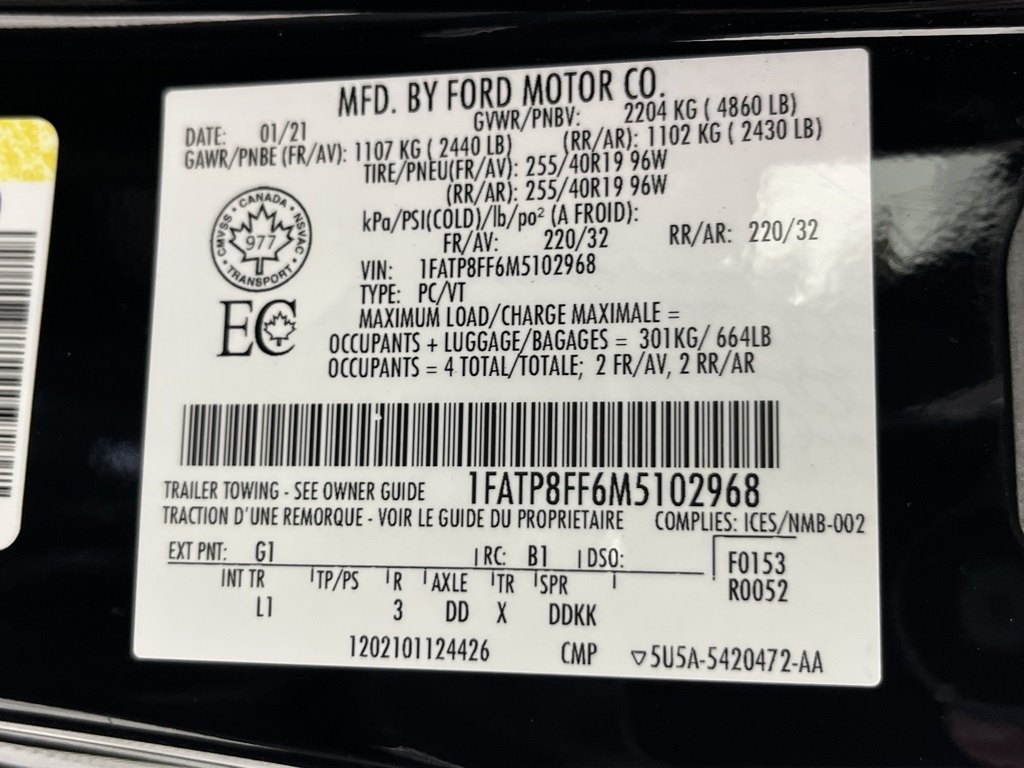 MFD. BY FORD MOTOR CO.
DATE: 01/21 GVWR/PNBV: 2204 KG ( 4860 LB)
GAWR/PNBE (FR/AV): 1107 KG ( 2440 LB) (RR/AR): 1102 KG ( 2430 LB)
TIRE/PNEU(FR/AV): 255/40R19 96W
(RR/AR): 255/40R19 96W
kPa/PSI(COLD)/lb/po² (A FROID):
FR/AV: 220/32 RR/AR: 220/32
CANADA
CMVSS 977 NSVAC
TRANSPORT
VIN: 1FATP8FF6M5102968
TYPE: PC/VT
EC
MAXIMUM LOAD/CHARGE MAXIMALE =
OCCUPANTS + LUGGAGE/BAGAGES = 301KG/ 664LB
OCCUPANTS = 4 TOTAL/TOTALE; 2 FR/AV, 2 RR/AR
TRAILER TOWING - SEE OWNER GUIDE 1FATP8FF6M5102968
TRACTION D'UNE REMORQUE - VOIR LE GUIDE DU PROPRIETAIRE COMPLIES: ICES/NMB-002
EXT PNT: G1 RC: B1 DSO: F0153
INT TR TP/PS R AXLE TR SPR R0052
L1 3 DD X DDKK
1202101124426 CMP ▽5U5A-5420472-AA